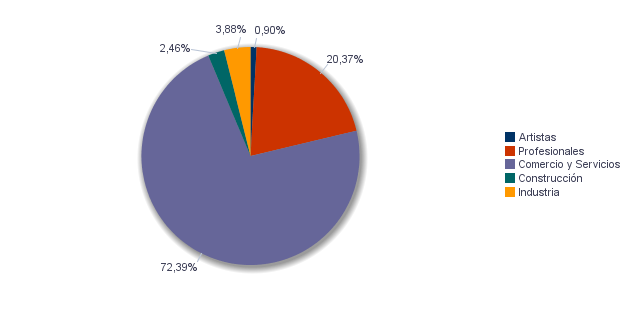 3,88%
0,90%
2,46%
20,37%
72,39%
Artistas
Profesionales
Comercio y Servicios
Construcción
Industria